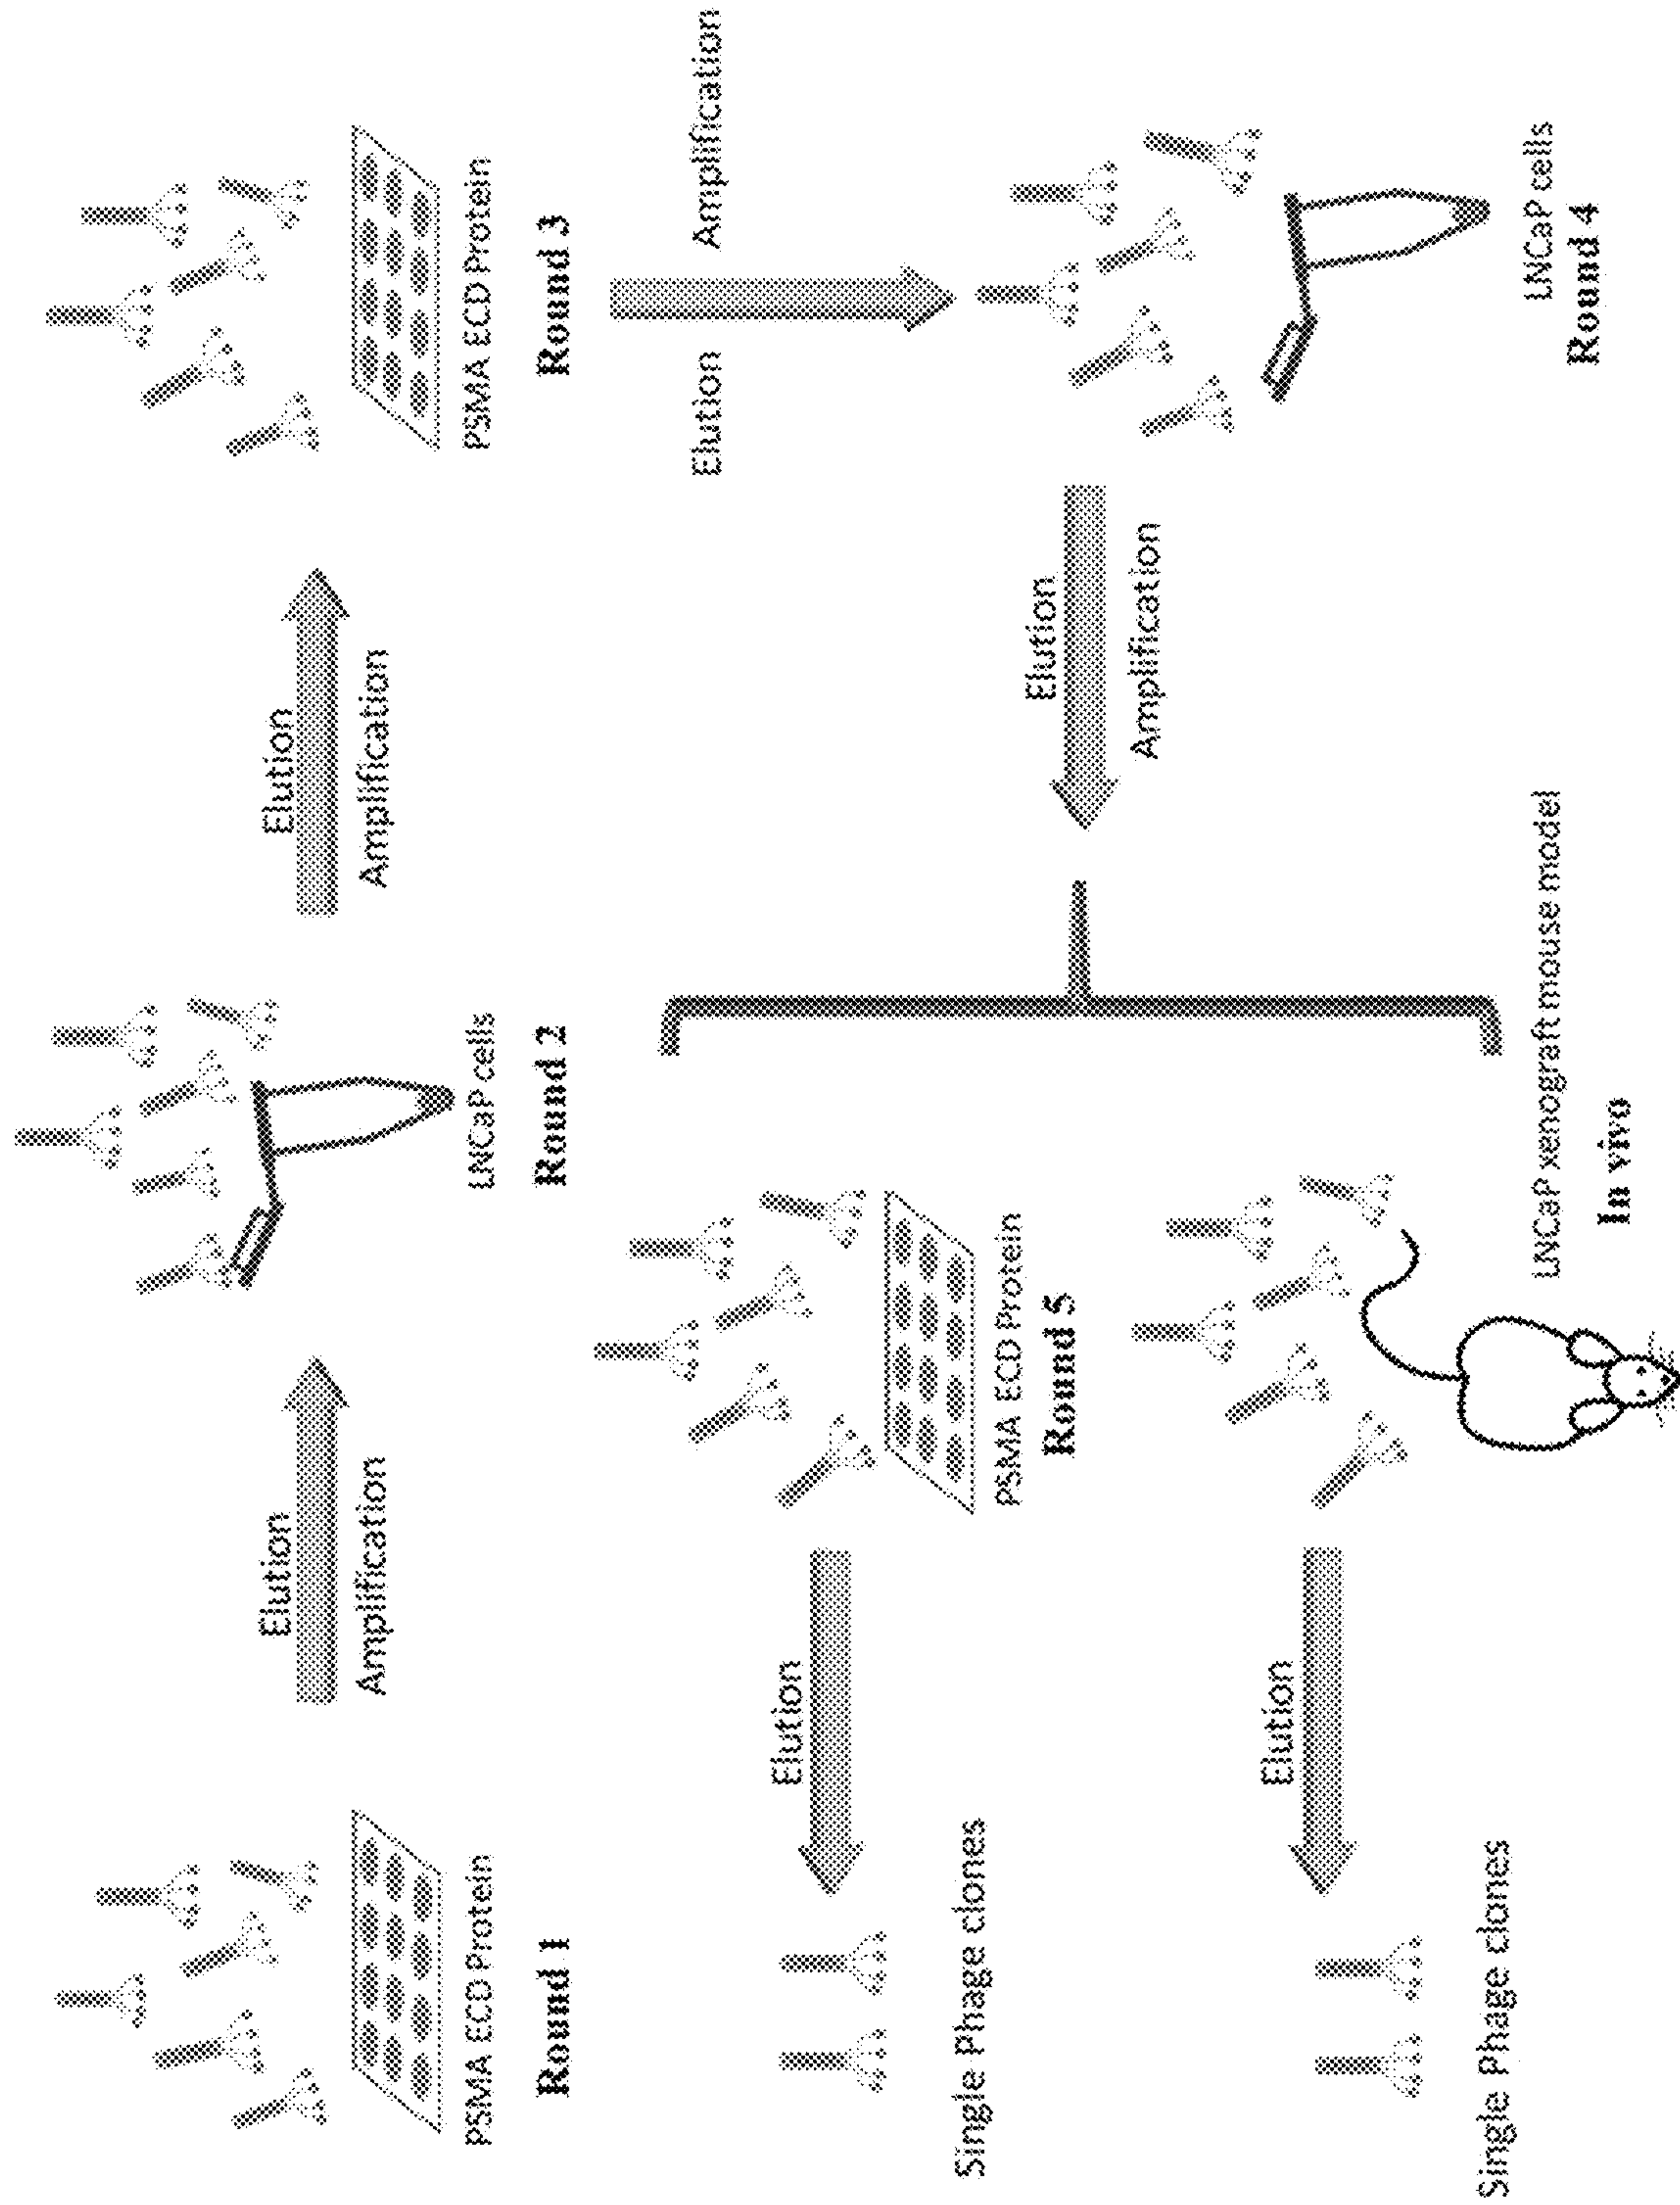 PSMA ECD Protein
Round 1
Elution
Amplification
LNCaP cells
Round 2
Elution
Amplification
PSMA ECD Protein
Round 3
Elution
Amplification
LNCaP cells
Round 4
Elution
Amplification
PSMA ECD Protein
Round 5
Elution
Single Phage clones
LNCaP xenograft mouse model
In vivo
Elution
Single Phage clones